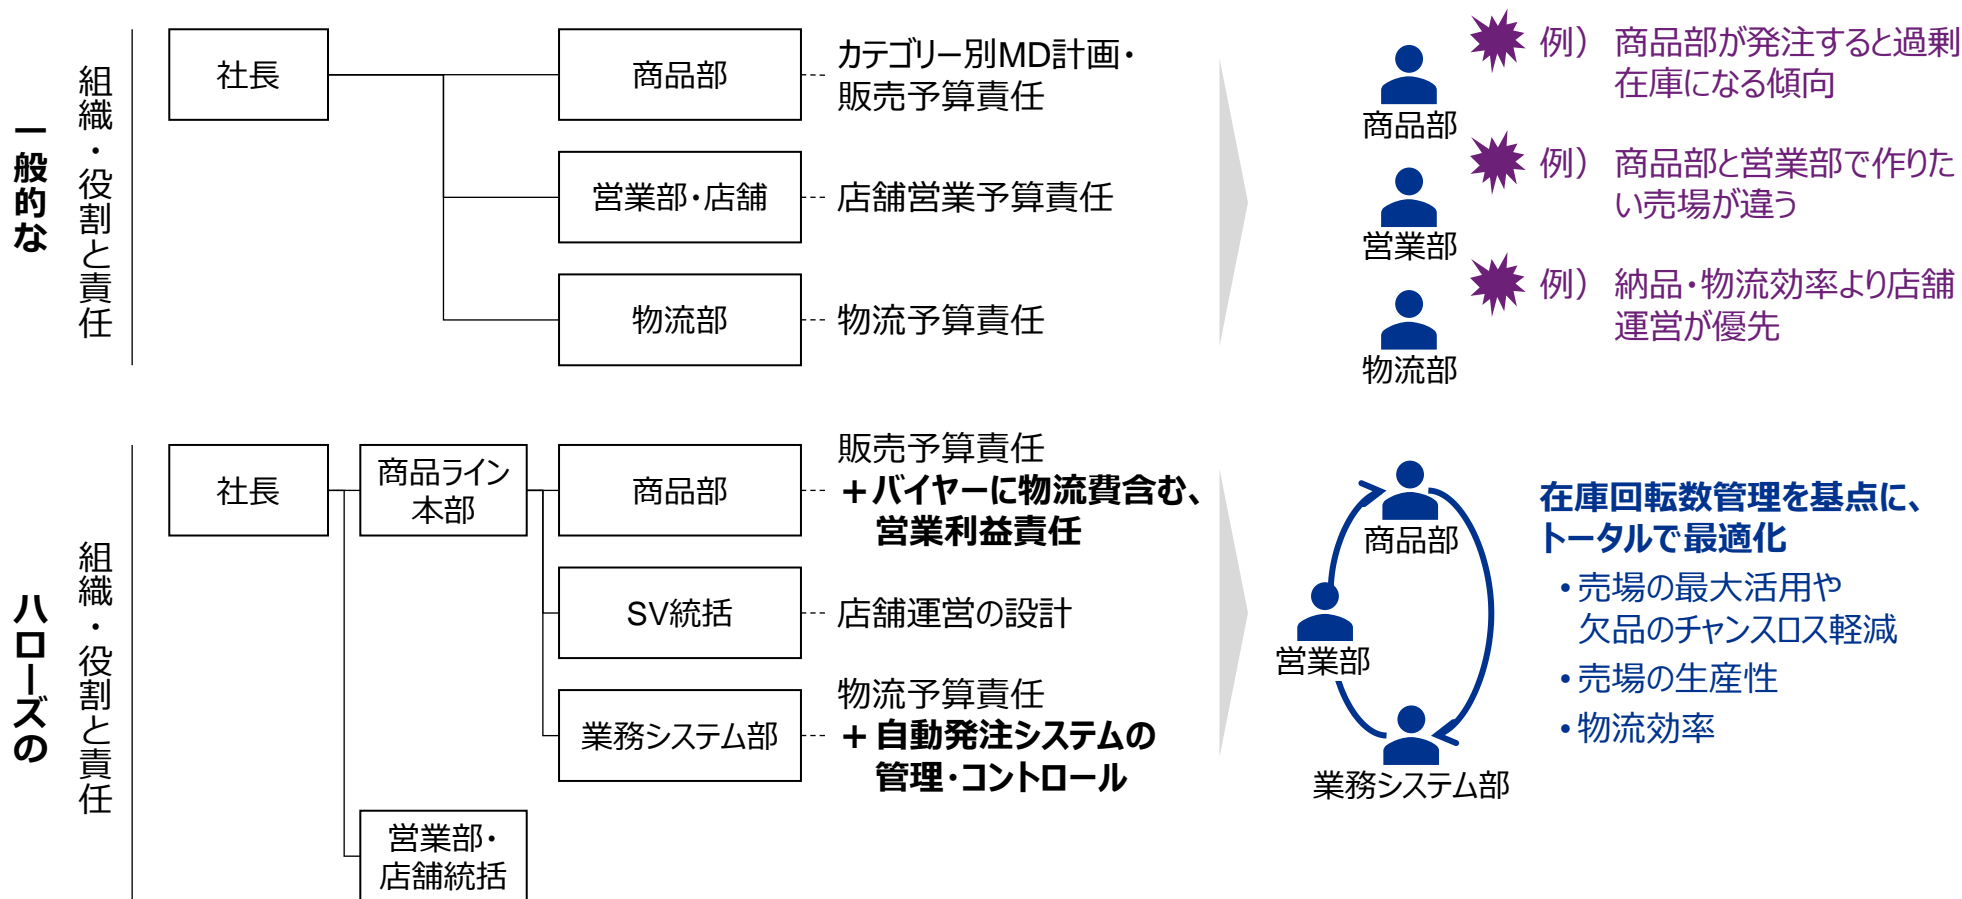 一般的な
組織・役割と責任
社長
商品部
カテゴリー別MD計画・
販売予算責任
営業部・店舗
店舗営業予算責任
物流部
物流予算責任
商品部
例） 商品部が発注すると過剰
在庫になる傾向
営業部
例） 商品部と営業部で作りた
い売場が違う
物流部
例） 納品・物流効率より店舗
運営が優先
ハローズの
組織・役割と責任
社長
商品ライン
本部
商品部
販売予算責任
＋バイヤーに物流費含む、
営業利益責任
SV統括
店舗運営の設計
業務システム部
物流予算責任
＋自動発注システムの
管理・コントロール
営業部・
店舗統括
商品部
営業部
業務システム部
在庫回転数管理を基点に、
トータルで最適化
・売場の最大活用や
欠品のチャンスロス軽減
・売場の生産性
・物流効率